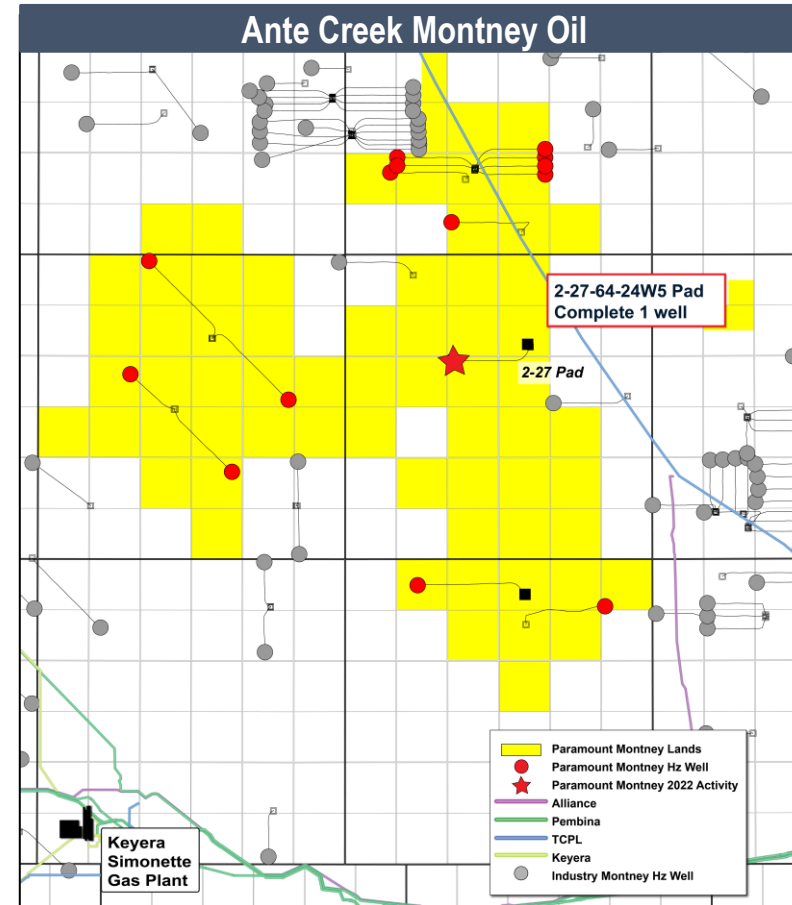 Ante Creek Montney Oil
2-27-64-24W5 Pad
Complete 1 well
2-27 Pad
Keyera
Simonette
Gas Plant
Paramount Montney Lands
Paramount Montney Hz Well
Paramount Montney 2022 Activity
Alliance
Pembina
TCPL
Keyera
Industry Montney Hz Well